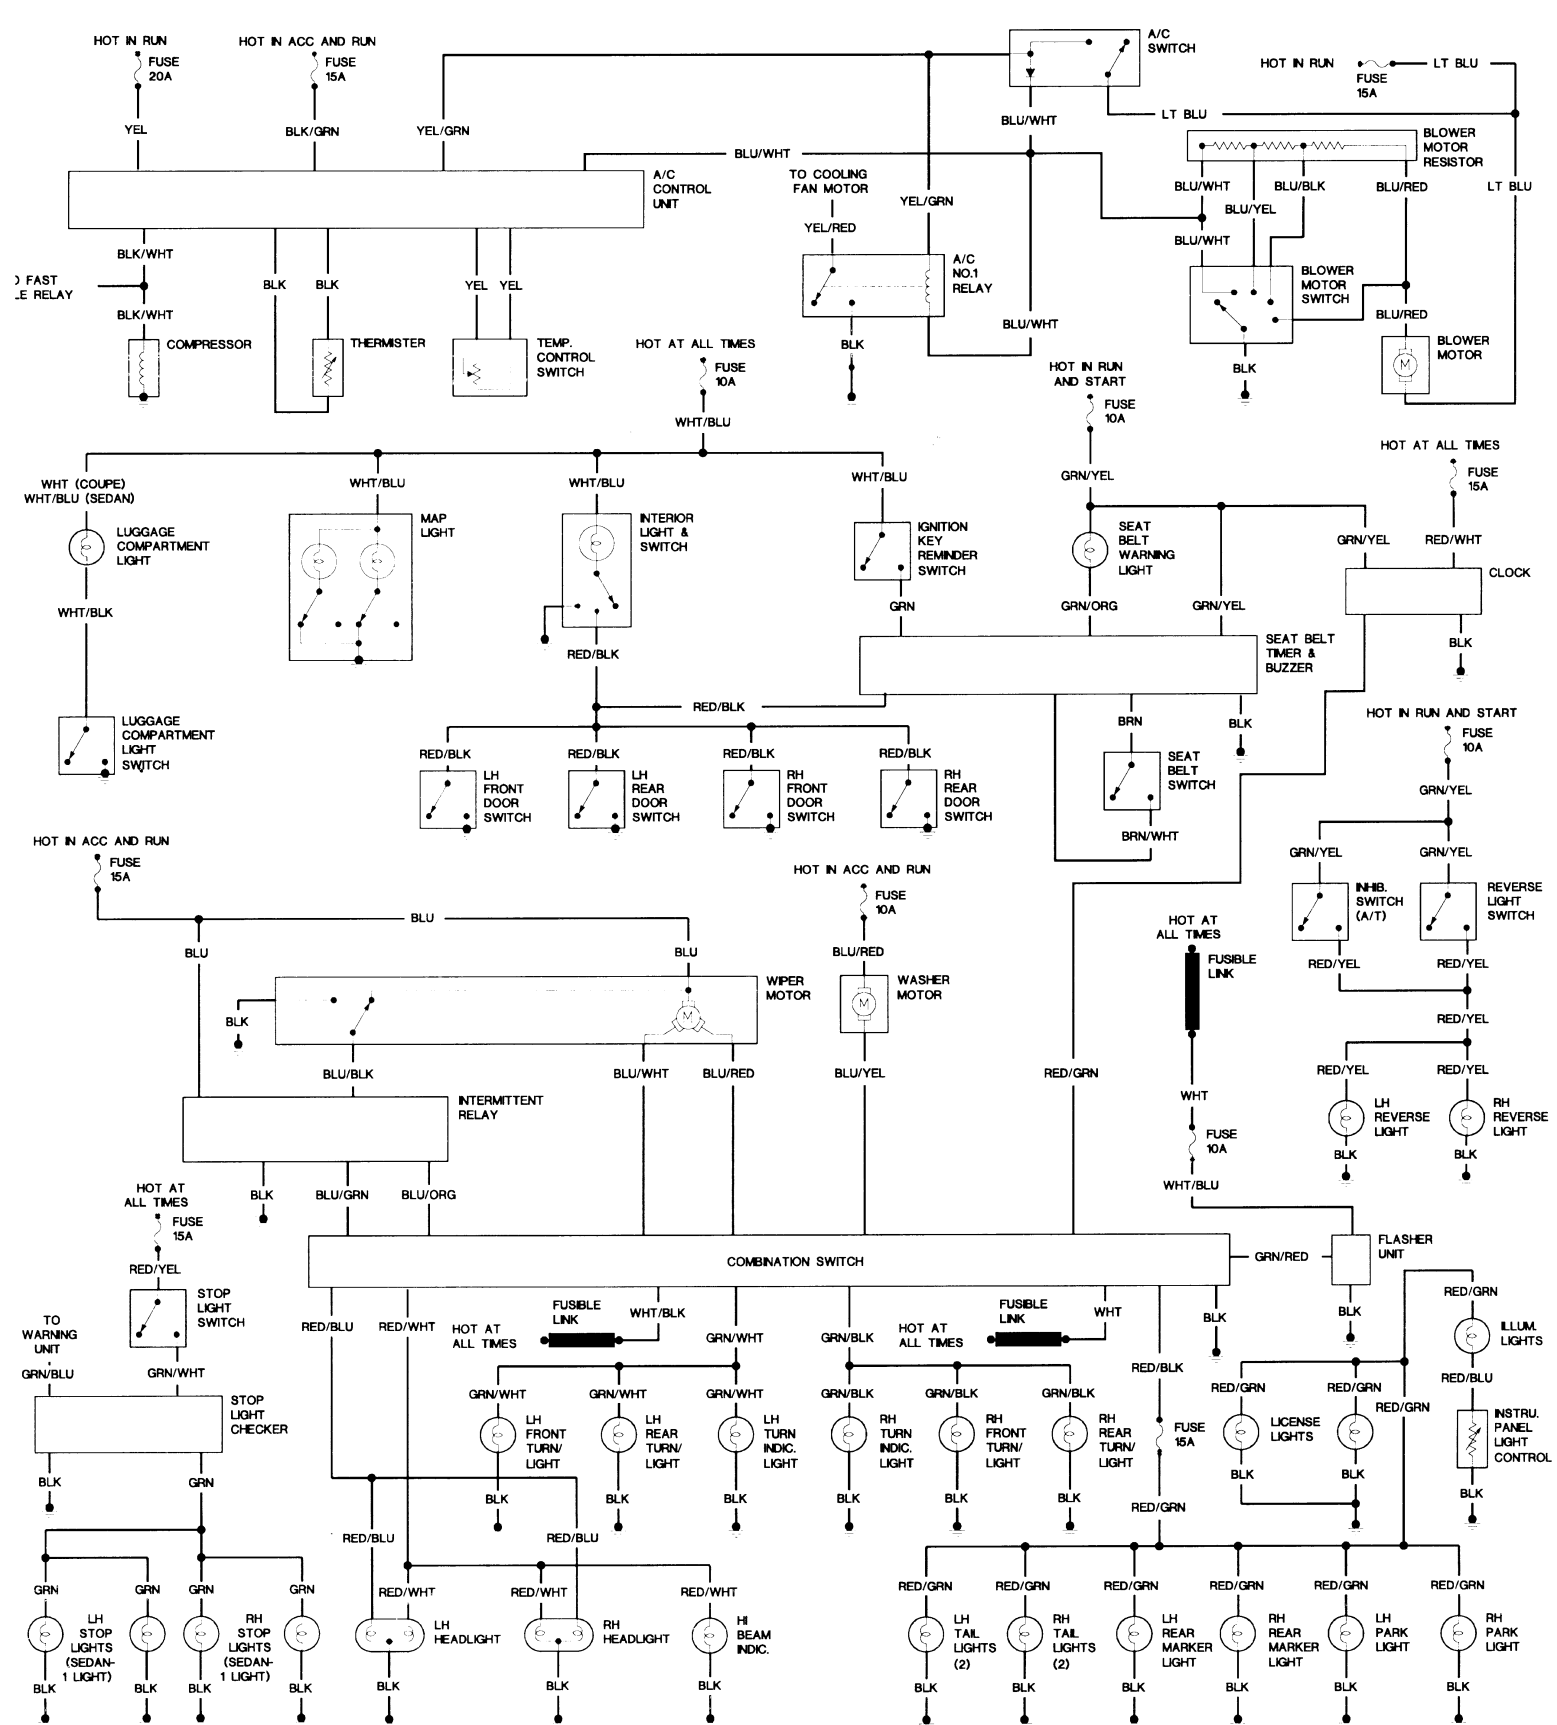 HOT IN RUN
FUSE
20A
YEL
HOT IN ACC AND RUN
FUSE
15A
BLK/GRN
YEL/GRN
A/C
SWITCH
BLU/WHT
LT BLU
HOT IN RUN
FUSE
15A
LT BLU
BLOWER
MOTOR
RESISTOR
BLU/WHT
A/C
CONTROL
UNIT
TO COOLING
FAN MOTOR
YEL/RED
YEL/GRN
BLU/WHT
BLU/YEL
BLU/BLK
BLU/RED
LT BLU
BLU/WHT
BLK/WHT
FAST
RELAY
BLK/WHT
COMPRESSOR
BLK
BLK
THERMISTER
YEL
YEL
TEMP.
CONTROL
SWITCH
A/C
NO.1
RELAY
BLK
BLU/WHT
BLOWER
MOTOR
SWITCH
BLK
BLU/RED
BLOWER
MOTOR
M
HOT AT ALL TIMES
FUSE
10A
WHT/BLU
HOT IN RUN
AND START
FUSE
10A
GRN/YEL
HOT AT ALL TIMES
FUSE
15A
RED/WHT
WHT (COUPE)
WHT/BLU (SEDAN)
LUGGAGE
COMPARTMENT
LIGHT
WHT/BLK
LUGGAGE
COMPARTMENT
LIGHT
SWITCH
WHT/BLU
MAP
LIGHT
WHT/BLU
INTERIOR
LIGHT &
SWITCH
RED/BLK
WHT/BLU
IGNITION
KEY
REMINDER
SWITCH
GRN
SEAT
BELT
WARNING
LIGHT
GRN/ORG
GRN/YEL
GRN/YEL
CLOCK
BLK
SEAT BELT
TIMER &
BUZZER
RED/BLK
BRN
BLK
SEAT
BELT
SWITCH
BRN/WHT
RED/BLK
LH
FRONT
DOOR
SWITCH
RED/BLK
LH
REAR
DOOR
SWITCH
RED/BLK
RH
FRONT
DOOR
SWITCH
RED/BLK
RH
REAR
DOOR
SWITCH
HOT IN RUN AND START
FUSE
10A
GRN/YEL
GRN/YEL
GRN/YEL
INHIB.
SWITCH
(A/T)
REVERSE
LIGHT
SWITCH
RED/YEL
RED/YEL
RED/YEL
RED/YEL
RED/YEL
LH
REVERSE
LIGHT
RH
REVERSE
LIGHT
BLK
BLK
HOT IN ACC AND RUN
FUSE
15A
BLU
BLU
BLU
WIPER
MOTOR
M
BLK
BLU/BLK
BLU/WHT
BLU/RED
INTERMITTENT
RELAY
BLK
BLU/GRN
BLU/ORG
HOT IN ACC AND RUN
FUSE
10A
BLU/RED
WASHER
MOTOR
M
BLU/YEL
RED/GRN
HOT AT
ALL TIMES
FUSIBLE
LINK
WHT
FUSE
10A
WHT/BLU
FLASHER
UNIT
GRN/RED
BLK
COMBINATION SWITCH
HOT AT
ALL TIMES
FUSE
15A
RED/YEL
STOP
LIGHT
SWITCH
TO
WARNING
UNIT
GRN/BLU
GRN/WHT
STOP
LIGHT
CHECKER
BLK
GRN
RED/BLU
RED/WHT
HOT AT
ALL TIMES
FUSIBLE
LINK
WHT/BLK
GRN/WHT
GRN/BLK
HOT AT
ALL TIMES
FUSIBLE
LINK
WHT
RED/BLK
BLK
GRN/WHT
LH
FRONT
TURN/
LIGHT
GRN/WHT
LH
REAR
TURN/
LIGHT
GRN/WHT
LH
TURN
INDIC.
LIGHT
GRN/BLK
RH
TURN
INDIC.
LIGHT
GRN/BLK
RH
FRONT
TURN/
LIGHT
GRN/BLK
RH
REAR
TURN/
LIGHT
BLK
BLK
BLK
BLK
BLK
BLK
FUSE
15A
RED/GRN
RED/GRN
RED/GRN
RED/GRN
LICENSE
LIGHTS
BLK
BLK
RED/GRN
ILLUM.
LIGHTS
RED/BLU
INSTRU.
PANEL
LIGHT
CONTROL
BLK
RED/BLU
RED/BLU
GRN
GRN
GRN
GRN
LH
STOP
LIGHTS
(SEDAN-
1 LIGHT)
RH
STOP
LIGHTS
(SEDAN-
1 LIGHT)
BLK
BLK
BLK
BLK
RED/WHT
LH
HEADLIGHT
RED/WHT
RH
HEADLIGHT
RED/WHT
HI
BEAM
INDIC.
BLK
BLK
BLK
RED/GRN
LH
TAIL
LIGHTS
(2)
RED/GRN
RH
TAIL
LIGHTS
(2)
RED/GRN
LH
REAR
MARKER
LIGHT
RED/GRN
RH
REAR
MARKER
LIGHT
RED/GRN
LH
PARK
LIGHT
RED/GRN
RH
PARK
LIGHT
BLK
BLK
BLK
BLK
BLK
BLK